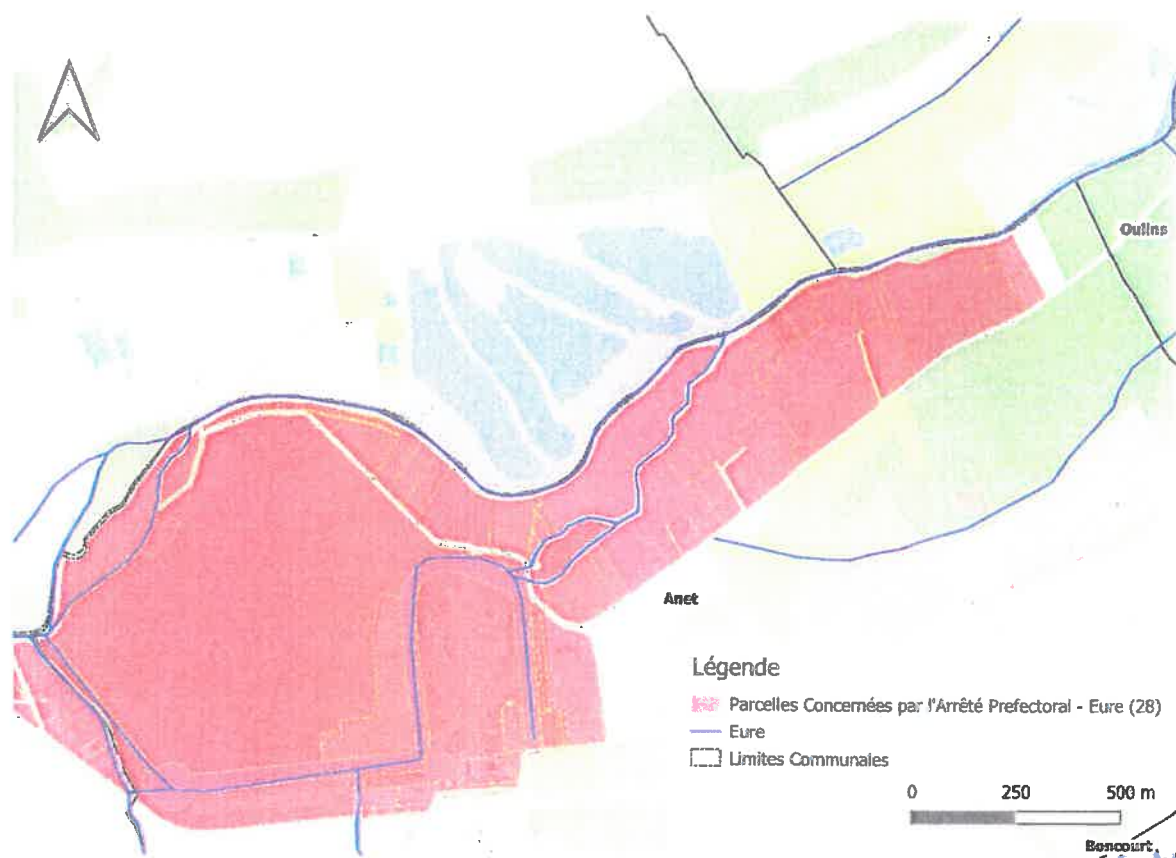 Oulins
Anet
Légende
Parcelles Concernées par l'Arrêté Prefectoral - Eure (28)
Eure
Limites Communales
0 250 500 m
Boncourt